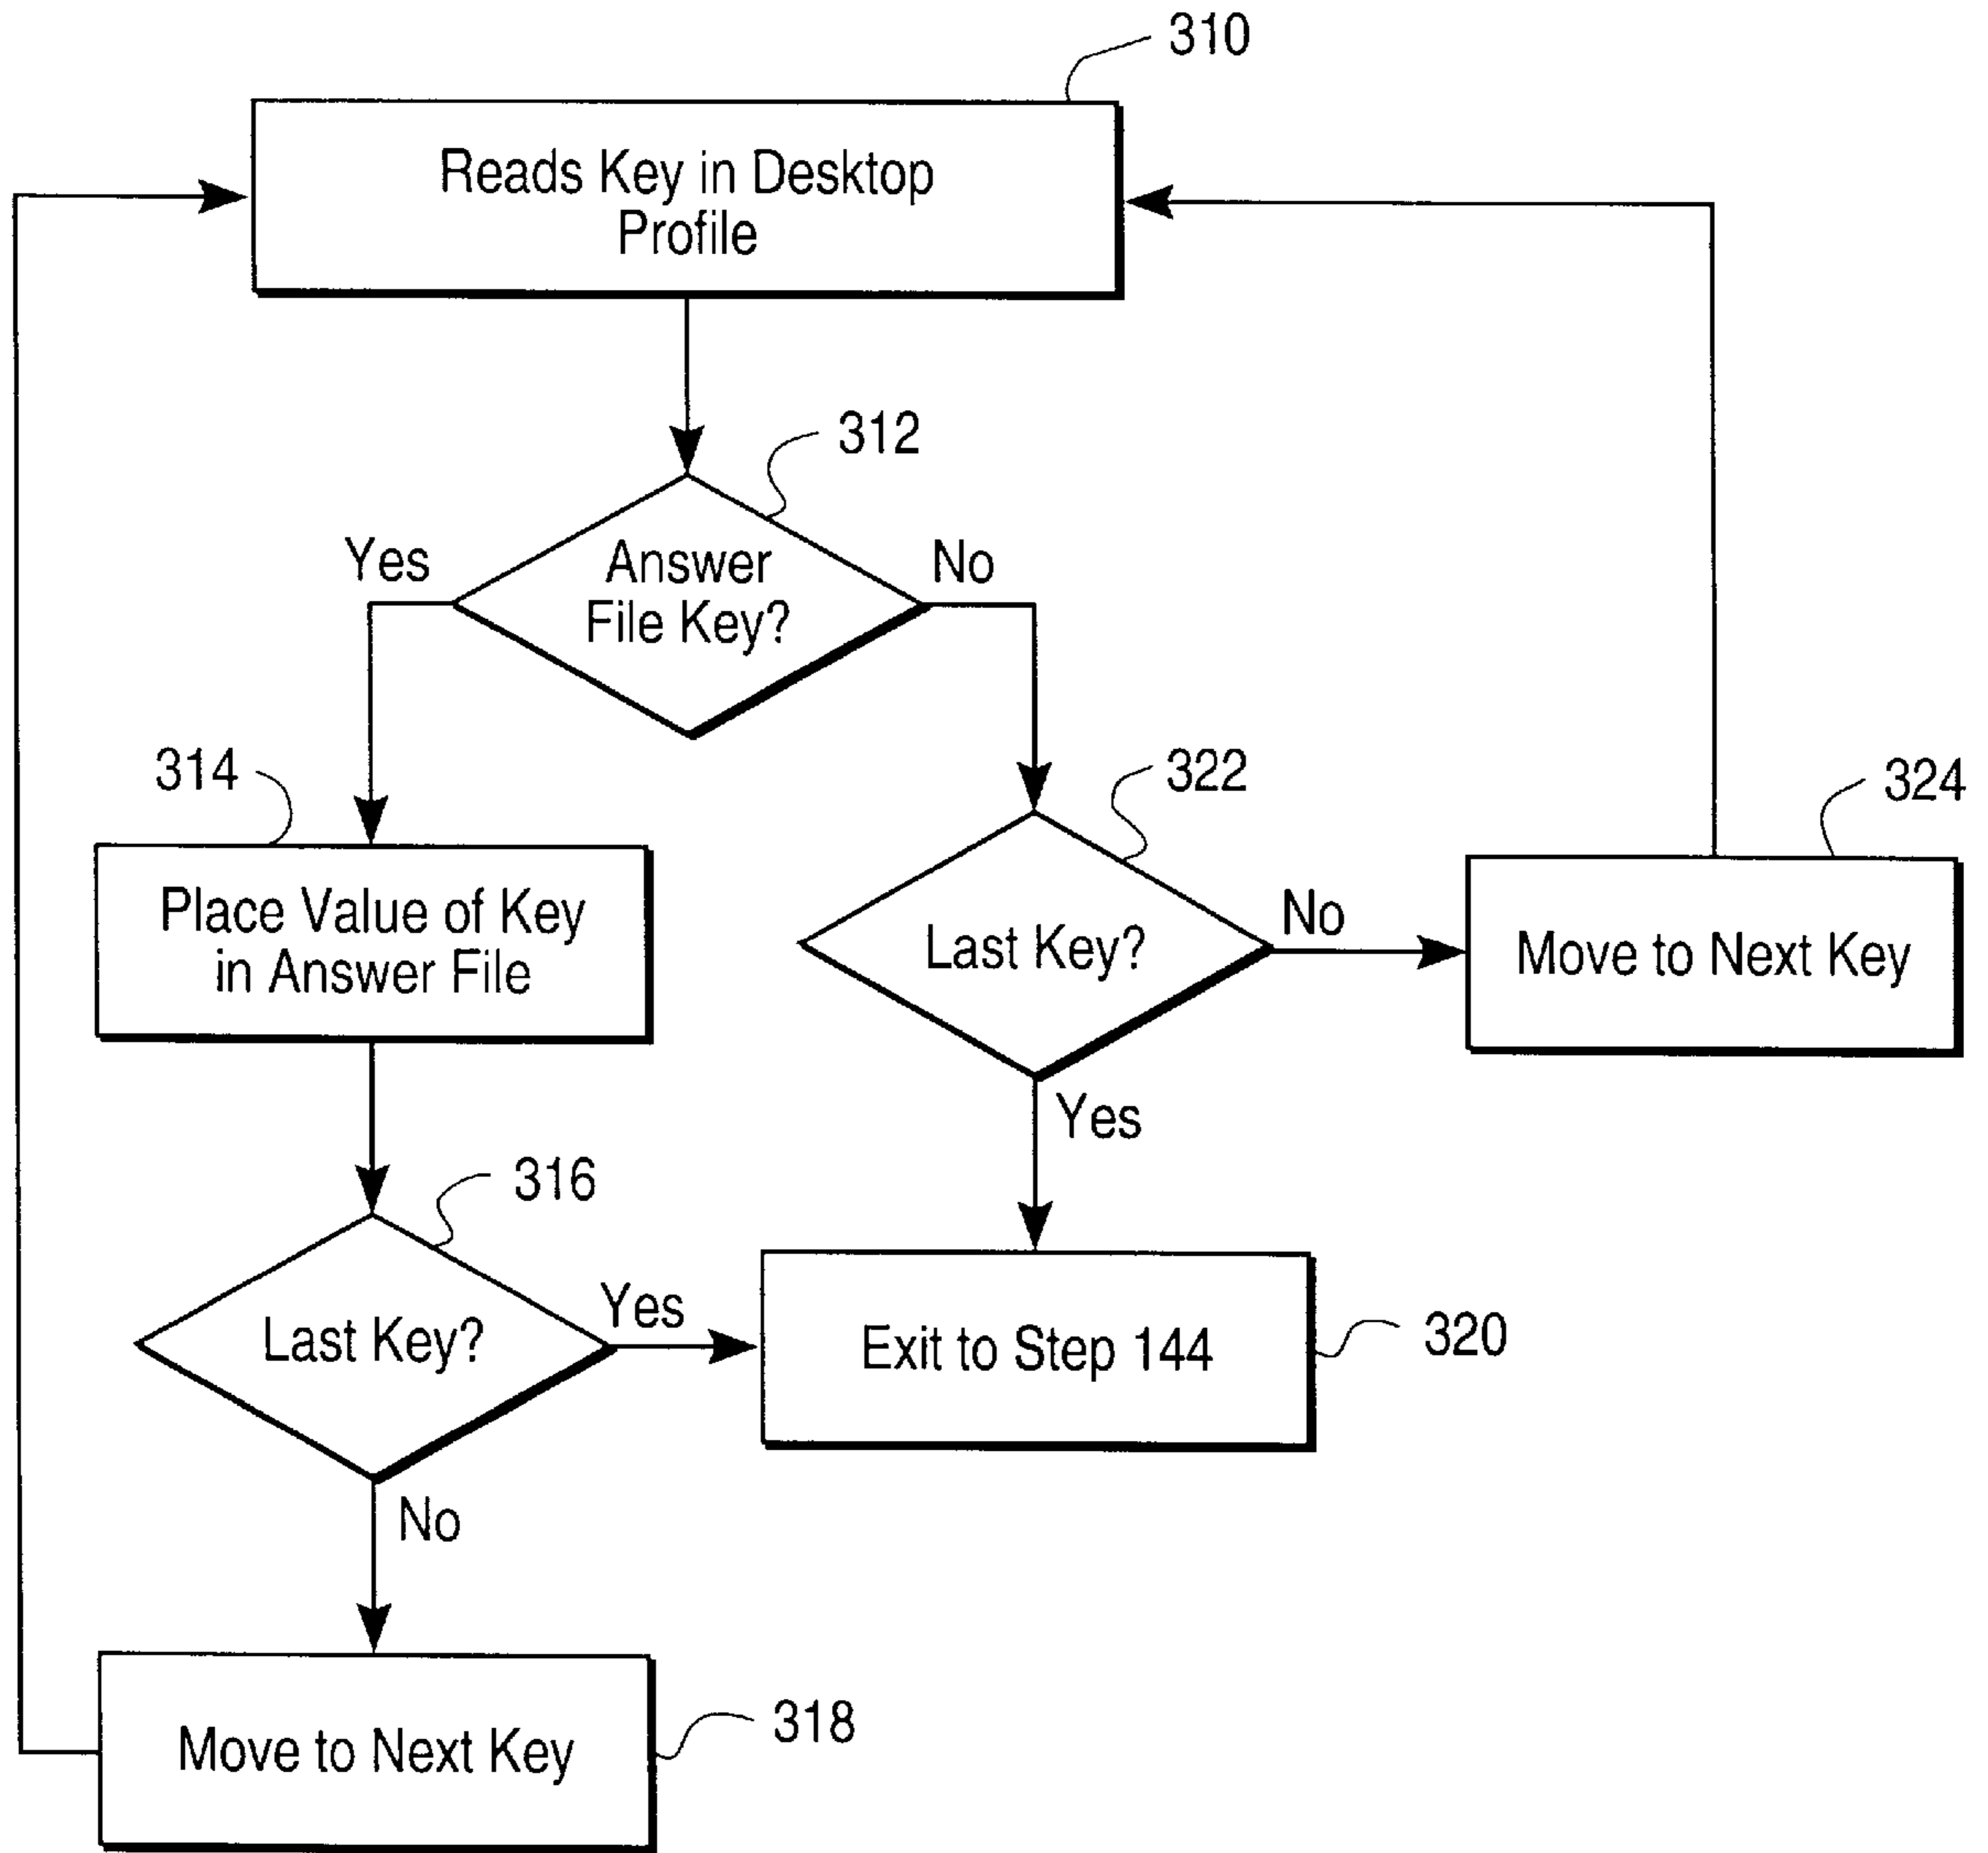 310
Reads Key in Desktop
Profile
312
Yes
Answer
File Key?
No
314
322
324
Place Value of Key
in Answer File
Last Key?
No
Move to Next Key
Yes
316
Last Key?
Yes
Exit to Step 144
320
No
Move to Next Key
318